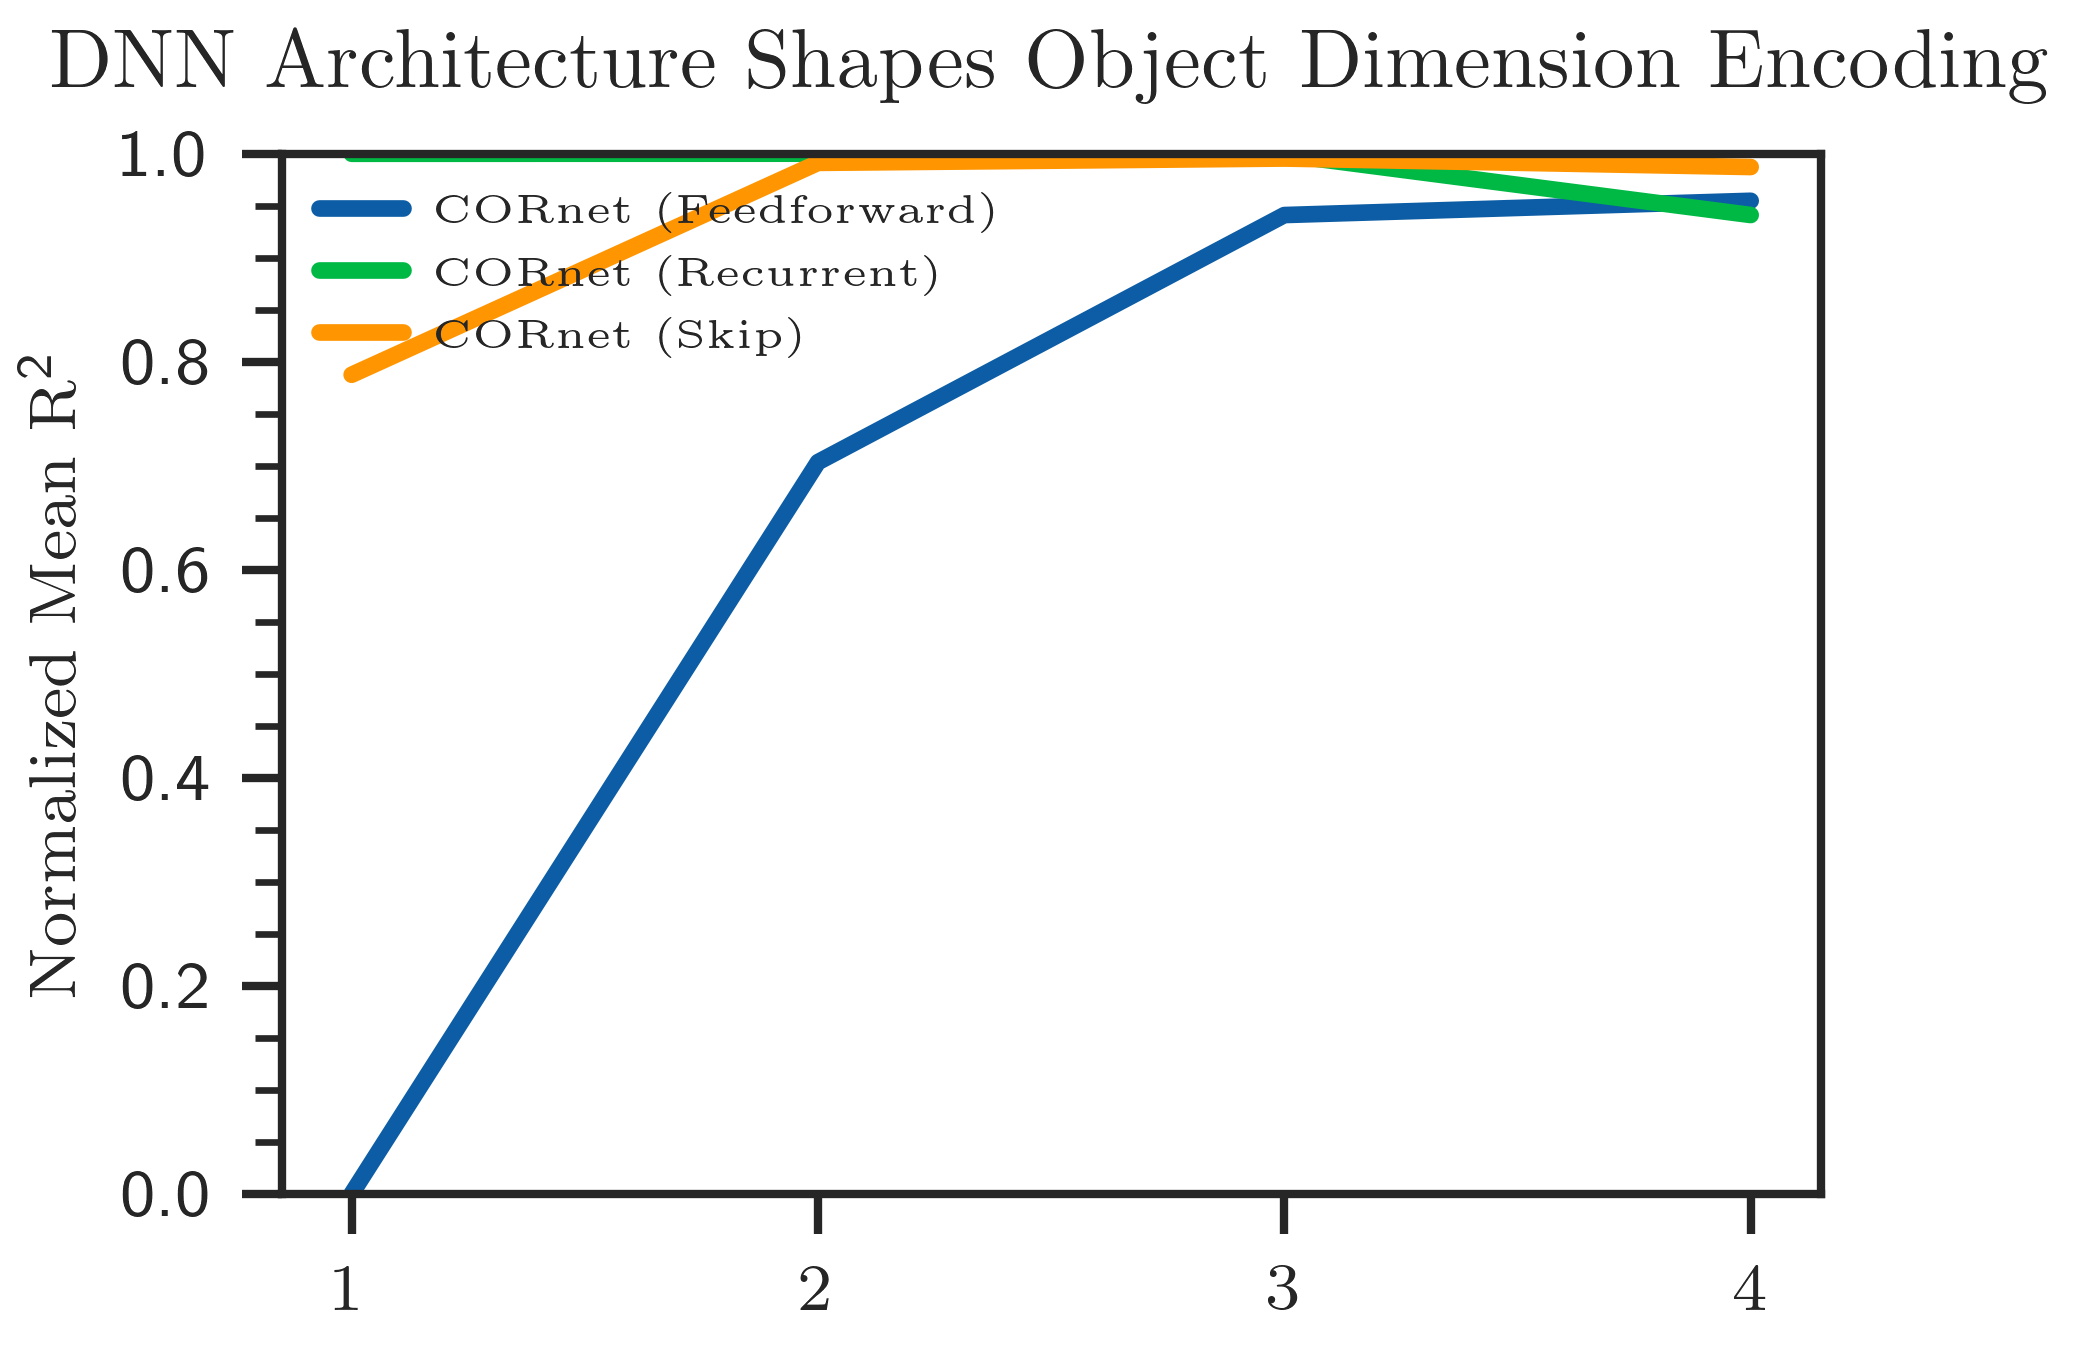 DNN Architecture Shapes Object Dimension Encoding
Normalized Mean R²
1.0
0.8
0.6
0.4
0.2
0.0
CORnet (Feedforward)
CORnet (Recurrent)
CORnet (Skip)
1 2 3 4